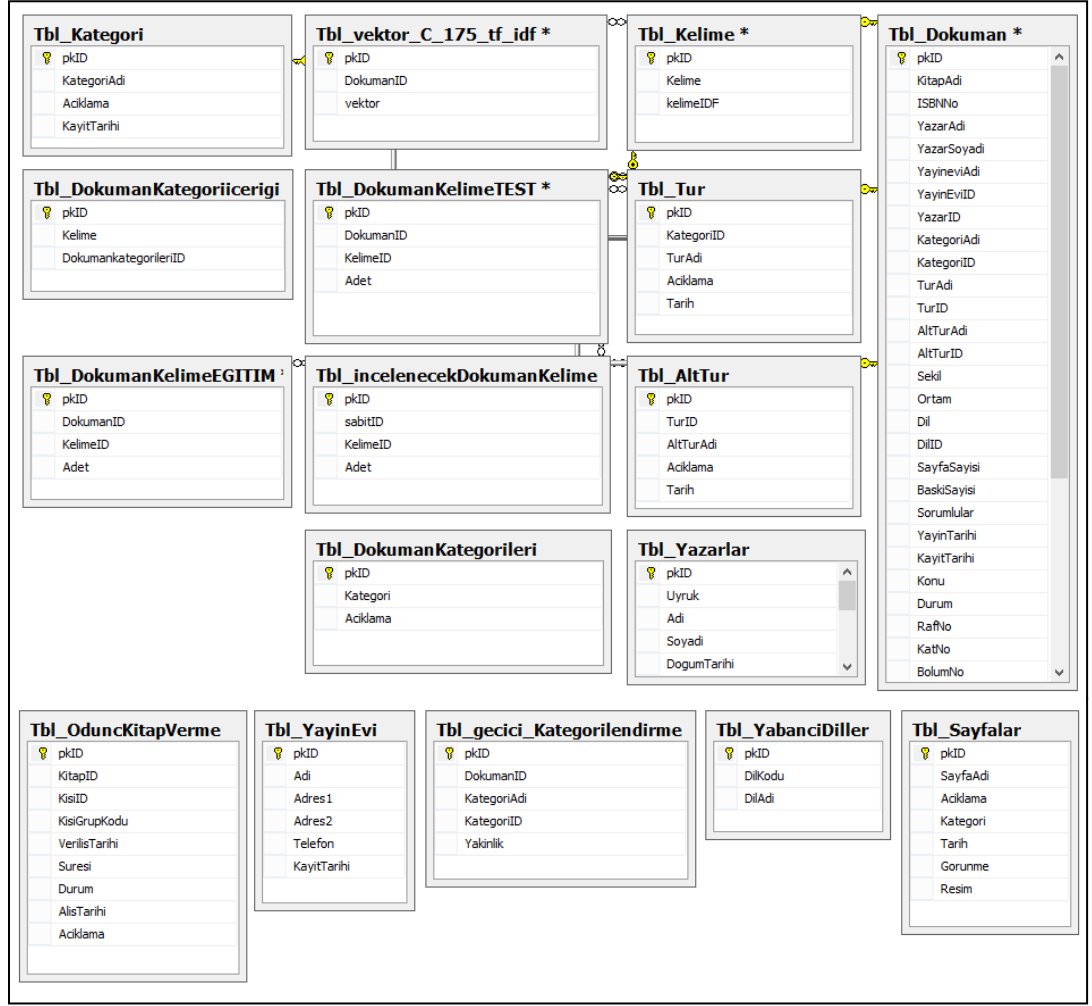 Tbl_Kategori
pkID
KategoriAdi
Aciklama
KayitTarihi
Tbl_vektor_C_175_tf_idf *
pkID
DokumanID
vektor
Tbl_Kelime *
pkID
Kelime
kelimeIDF
Tbl_Dokuman *
pkID
KitapAdi
ISBNNo
YazarAdi
YazarSoyadi
YayineviAdi
YayinEviID
YazarID
KategoriAdi
KategoriID
TurAdi
TurID
AltTurAdi
AltTurID
Sekil
Ortam
Dil
DilID
SayfaSayisi
BaskiSayisi
Sorumlular
YayinTarihi
KayitTarihi
Konu
Durum
RafNo
KatNo
BolumNo
Tbl_DokumanKategoriicerigi
pkID
Kelime
DokumankategorileriID
Tbl_DokumanKelimeTEST *
pkID
DokumanID
KelimeID
Adet
Tbl_Tur
pkID
KategoriID
TurAdi
Aciklama
Tarih
Tbl_DokumanKelimeEGITIM *
pkID
DokumanID
KelimeID
Adet
Tbl_incelenecekDokumanKelime
pkID
sabitID
KelimeID
Adet
Tbl_AltTur
pkID
TurID
AltTurAdi
Aciklama
Tarih
Tbl_DokumanKategorileri
pkID
Kategori
Aciklama
Tbl_Yazarlar
pkID
Uyruk
Adi
Soyadi
DogumTarihi
Tbl_OduncKitapVerme
pkID
KitapID
KisiID
KisiGrupKodu
VerilisTarihi
Suresi
Durum
AlisTarihi
Aciklama
Tbl_YayinEvi
pkID
Adi
Adres1
Adres2
Telefon
KayitTarihi
Tbl_gecici_Kategorilendirme
pkID
DokumanID
KategoriAdi
KategoriID
Yakinlik
Tbl_YabanciDiller
pkID
DilKodu
DilAdi
Tbl_Sayfalar
pkID
SayfaAdi
Aciklama
Kategori
Tarih
Gorunme
Resim